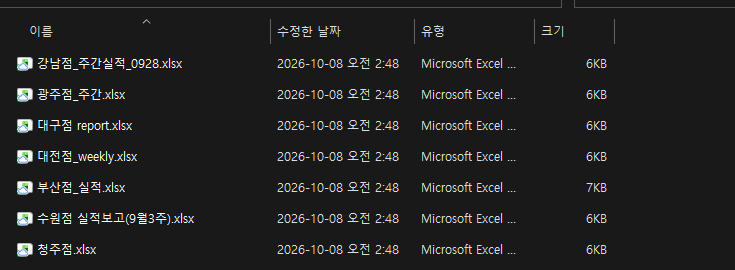 이름 수정한 날짜 유형 크기
강남점_주간실적_0928.xlsx 2026-10-08 오전 2:48 Microsoft Excel ... 6KB
광주점_주간.xlsx 2026-10-08 오전 2:48 Microsoft Excel ... 6KB
대구점 report.xlsx 2026-10-08 오전 2:48 Microsoft Excel ... 6KB
대전점_weekly.xlsx 2026-10-08 오전 2:48 Microsoft Excel ... 6KB
부산점_실적.xlsx 2026-10-08 오전 2:48 Microsoft Excel ... 7KB
수원점 실적보고(9월3주).xlsx 2026-10-08 오전 2:48 Microsoft Excel ... 6KB
청주점.xlsx 2026-10-08 오전 2:48 Microsoft Excel ... 6KB